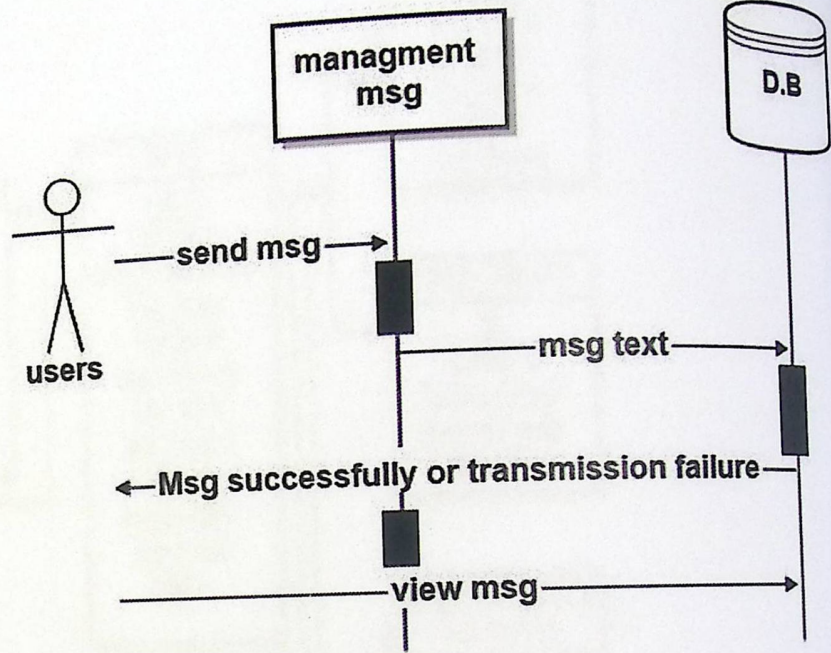 managment
msg
D.B
send msg
users
msg text
Msg successfully or transmission failure
view msg